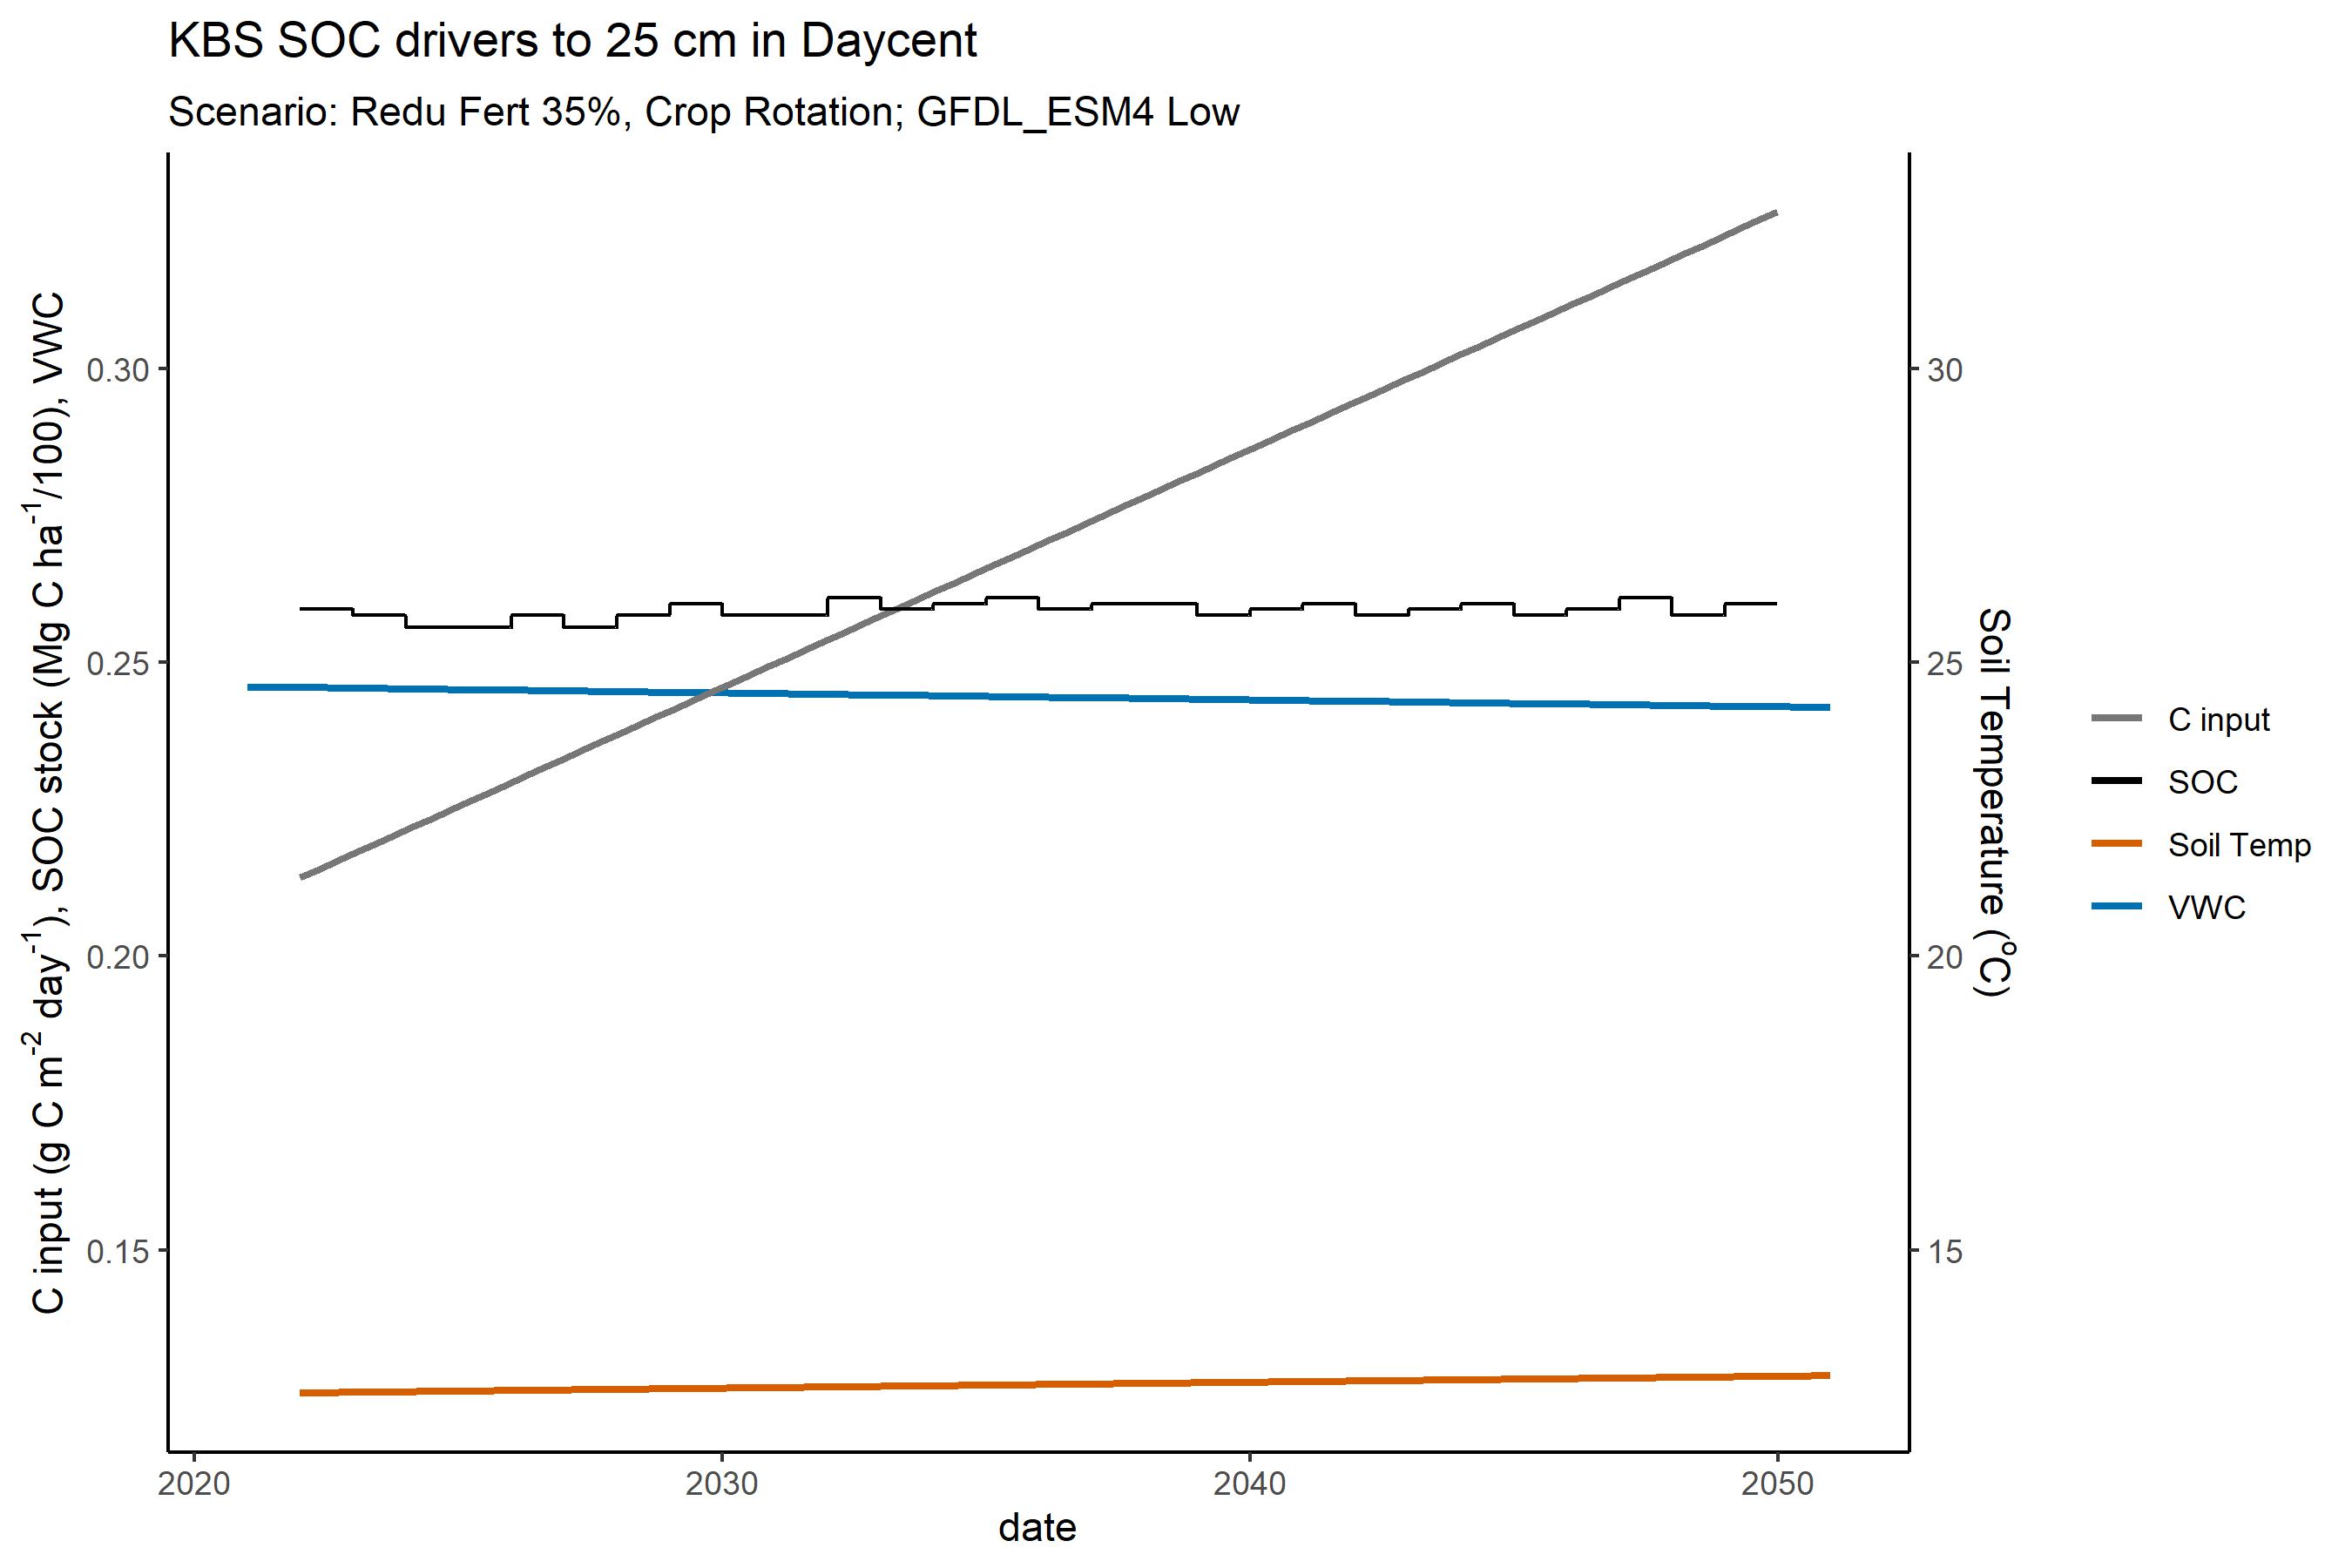 KBS SOC drivers to 25 cm in Daycent
Scenario: Redu Fert 35%, Crop Rotation; GFDL_ESM4 Low
C input (g C m⁻² day⁻¹), SOC stock (Mg C ha⁻¹/100), VWC
0.30
0.25
0.20
0.15
30
25
20
15
Soil Temperature (ºC)
C input
SOC
Soil Temp
VWC
2020
2030
2040
2050
date